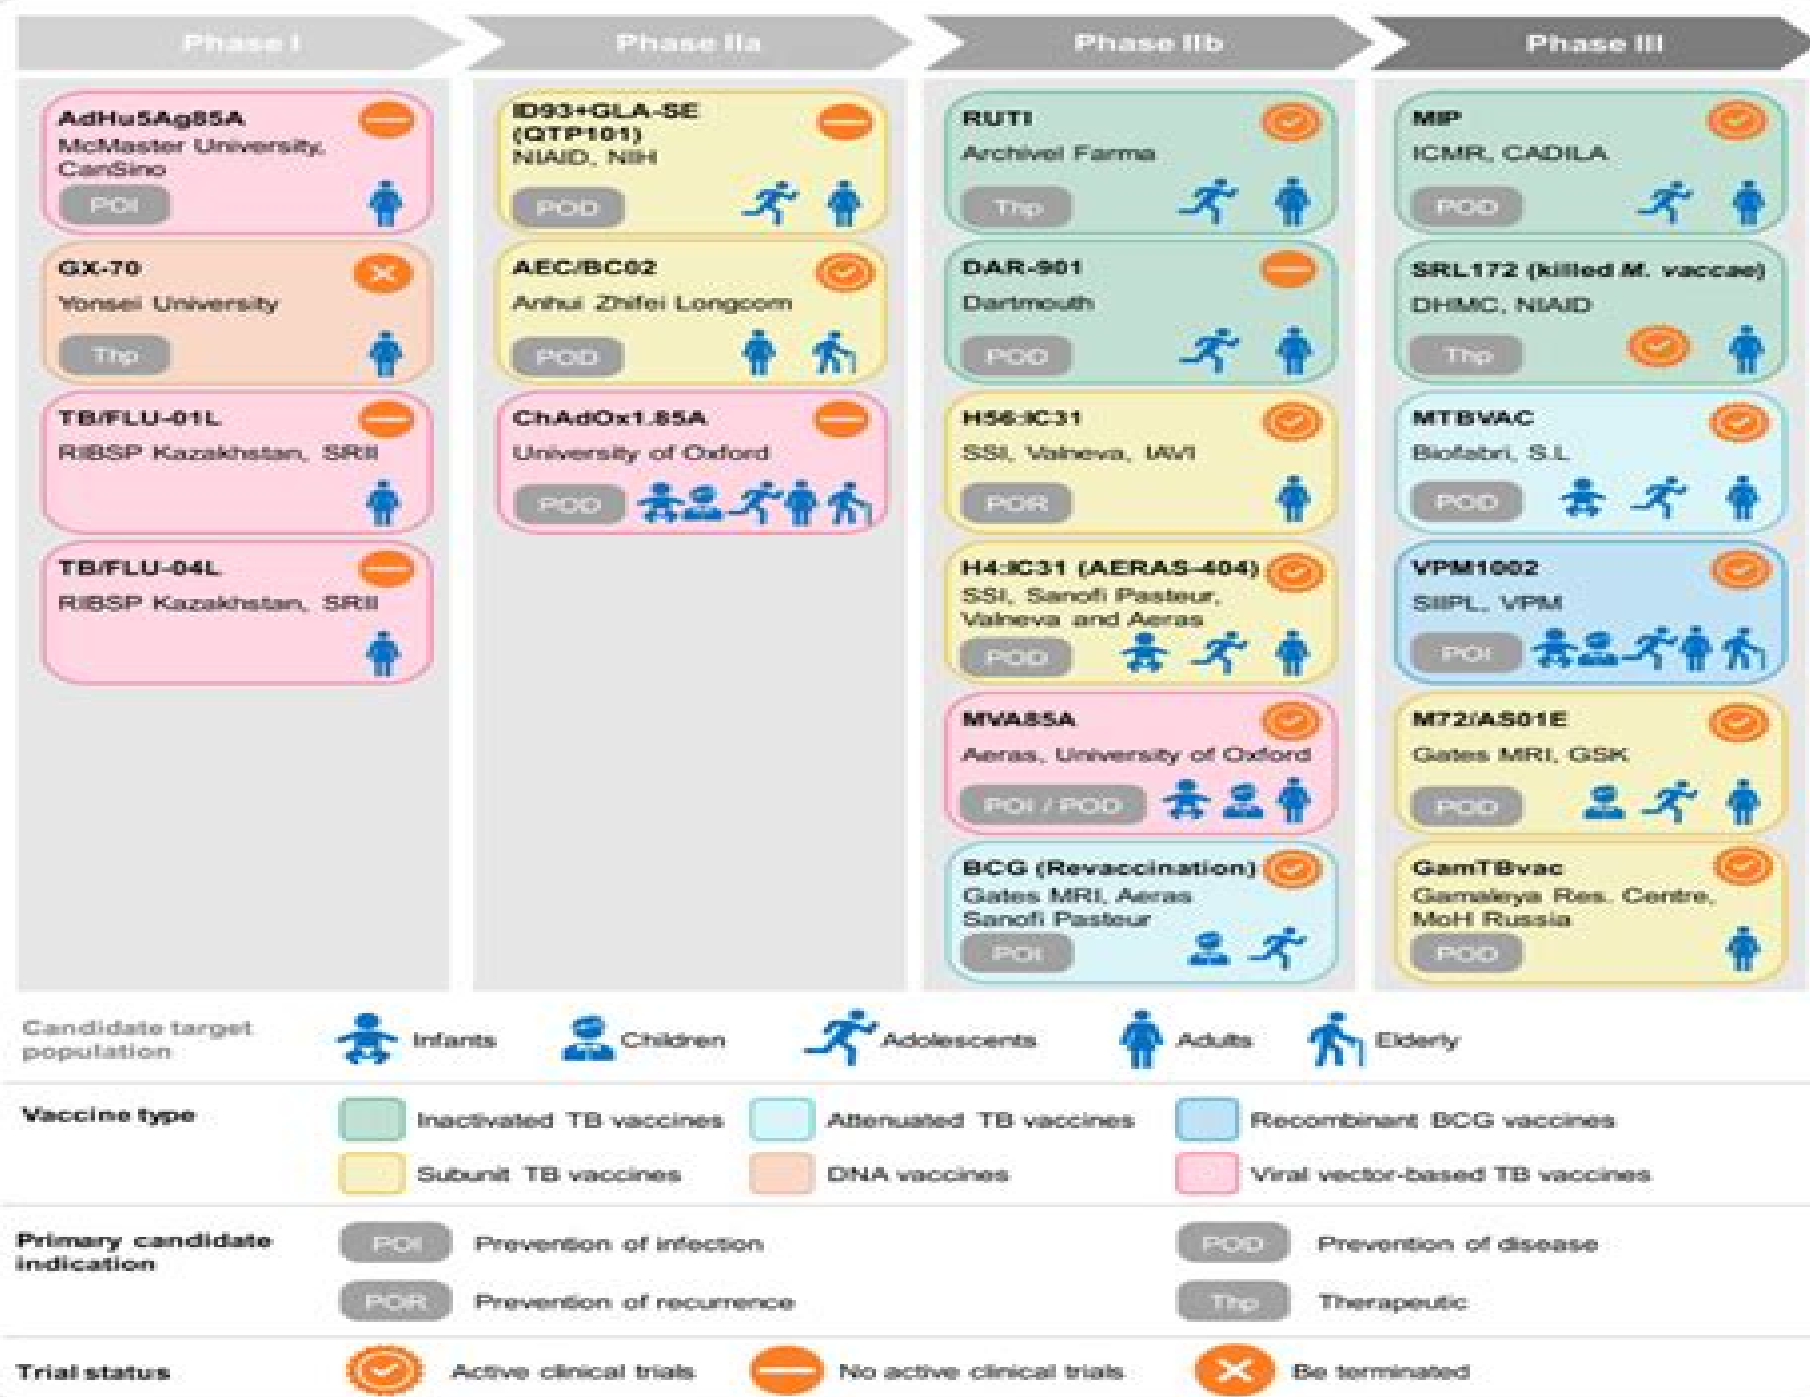 Phase I
Phase IIa
Phase IIb
Phase III
AdHu5Ag85A
McMaster University,
CanSino
POI
GX-70
Yonsei University
Thp
TB/FLU-01L
RIBSP Kazakhstan, SRII
TB/FLU-04L
RIBSP Kazakhstan, SRII
ID93+GLA-SE
(QTP101)
NIAID, NIH
POD
AEC/BC02
Anhui Zhifei Longcom
POD
ChAdOx1.85A
University of Oxford
POD
RUTI
Archivel Farma
Thp
DAR-901
Dartmouth
POD
H56:IC31
SSI, Valneva, IAVI
POR
H4:IC31 (AERAS-404)
SSI, Sanofi Pasteur,
Valneva and Aeras
POD
MVA85A
Aeras, University of Oxford
POI / POD
BCG (Revaccination)
Gates MRI, Aeras
Sanofi Pasteur
POI
MIP
ICMR, CADILA
POD
SRL172 (killed M. vaccae)
DHMC, NIAID
Thp
MTBVAC
Biofabri, S.L
POD
VPM1002
SIIPL, VPM
POI
M72/AS01E
Gates MRI, GSK
POD
GamTBvac
Gamaleya Res. Centre,
MoH Russia
POD
Candidate target
population
Infants
Children
Adolescents
Adults
Elderly
Vaccine type
Inactivated TB vaccines
Attenuated TB vaccines
Recombinant BCG vaccines
Subunit TB vaccines
DNA vaccines
Viral vector-based TB vaccines
Primary candidate
indication
POI
Prevention of infection
POD
Prevention of disease
POR
Prevention of recurrence
Thp
Therapeutic
Trial status
Active clinical trials
No active clinical trials
Be terminated